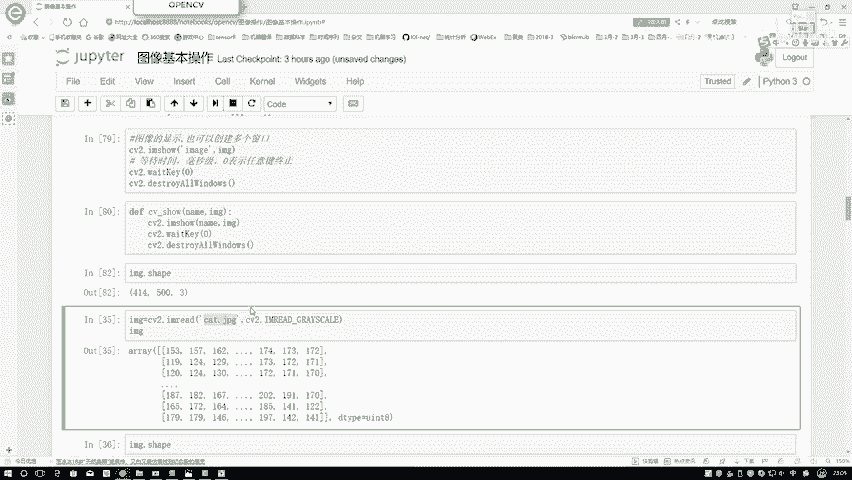 OPENCV
图像基本操作
http://localhost:8888/notebooks/opencv/图像操作/图像基本操作.ipynb#
jupyter 图像基本操作 Last Checkpoint: 3 hours ago (unsaved changes)
Logout
File Edit View Insert Cell Kernel Widgets Help
Trusted Python 3
Code
In [79]: #图像的显示,也可以创建多个窗口
cv2.imshow('image',img)
# 等待时间，毫秒级，0表示任意键终止
cv2.waitKey(0)
cv2.destroyAllWindows()
In [80]: def cv_show(name,img):
cv2.imshow(name,img)
cv2.waitKey(0)
cv2.destroyAllWindows()
In [82]: img.shape
Out[82]: (414, 500, 3)
In [35]: img=cv2.imread('cat.jpg',cv2.IMREAD_GRAYSCALE)
img
Out[35]: array([[153, 157, 162, ..., 174, 173, 172],
[119, 124, 129, ..., 173, 172, 171],
[120, 124, 130, ..., 172, 171, 170],
...,
[187, 182, 167, ..., 202, 191, 170],
[165, 172, 164, ..., 185, 141, 122],
[179, 179, 146, ..., 197, 142, 141]], dtype=uint8)
In [36]: img.shape
150%